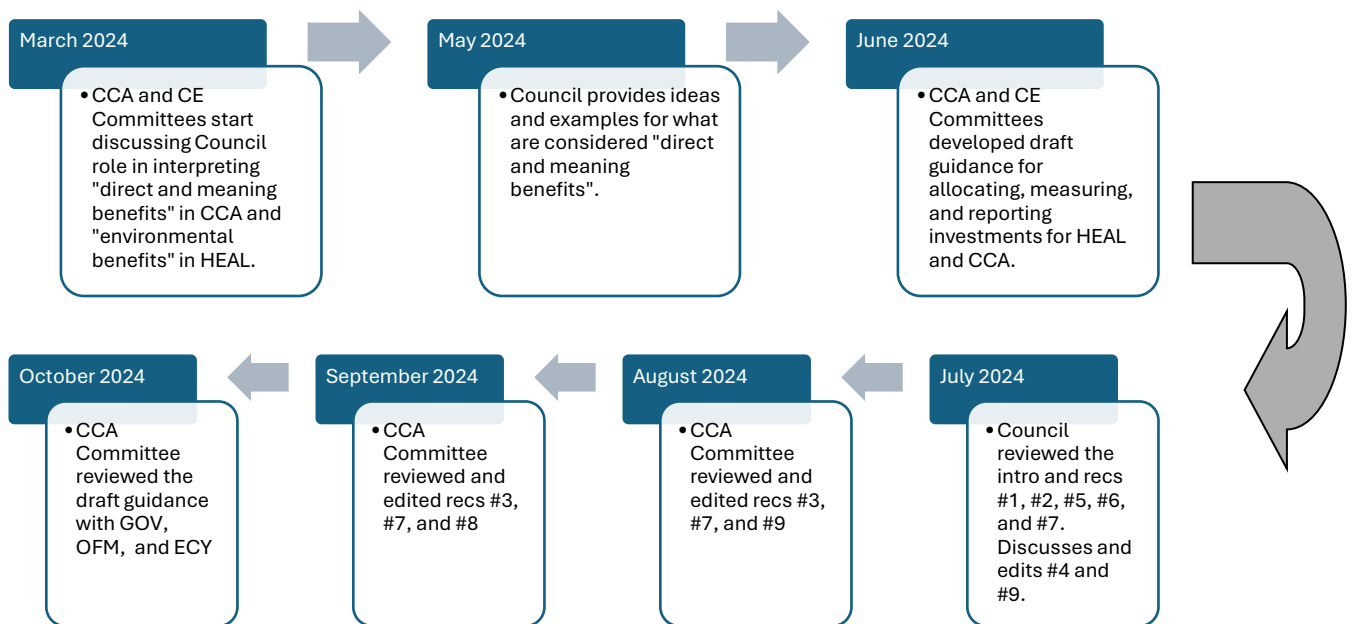 March 2024
•CCA and CE
Committees start
discussing Council
role in interpreting
"direct and meaning
benefits" in CCA and
"environmental
benefits" in HEAL.
May 2024
•Council provides ideas
and examples for what
are considered "direct
and meaning
benefits".
June 2024
•CCA and CE
Committees
developed draft
guidance for
allocating, measuring,
and reporting
investments for HEAL
and CCA.
July 2024
•Council
reviewed the
intro and recs
#1, #2, #5, #6,
and #7.
Discusses and
edits #4 and
#9.
August 2024
•CCA
Committee
reviewed and
edited recs #3,
#7, and #9
September 2024
•CCA
Committee
reviewed and
edited recs #3,
#7, and #8
October 2024
•CCA
Committee
reviewed the
draft guidance
with GOV,
OFM, and ECY